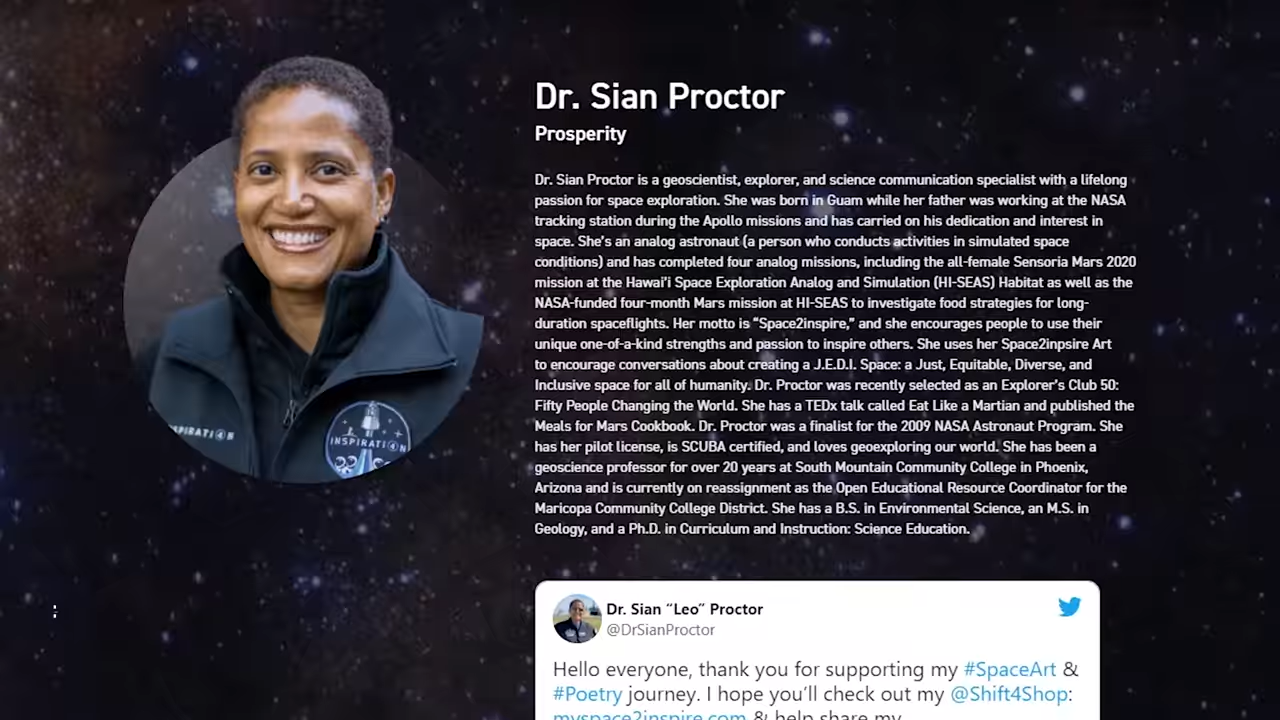 Dr. Sian Proctor
Prosperity
Dr. Sian Proctor is a geoscientist, explorer, and science communication specialist with a lifelong
passion for space exploration. She was born in Guam while her father was working at the NASA
tracking station during the Apollo missions and has carried on his dedication and interest in
space. She's an analog astronaut (a person who conducts activities in simulated space
conditions) and has completed four analog missions, including the all-female Sensoria Mars 2020
mission at the Hawai'i Space Exploration Analog and Simulation (HI-SEAS) Habitat as well as the
NASA-funded four-month Mars mission at HI-SEAS to investigate food strategies for long-
duration spaceflights. Her motto is “Space2inspire,” and she encourages people to use their
unique one-of-a-kind strengths and passion to inspire others. She uses her Space2inpsire Art
to encourage conversations about creating a J.E.D.I. Space: a Just, Equitable, Diverse, and
Inclusive space for all of humanity. Dr. Proctor was recently selected as an Explorer's Club 50:
Fifty People Changing the World. She has a TEDx talk called Eat Like a Martian and published the
Meals for Mars Cookbook. Dr. Proctor was a finalist for the 2009 NASA Astronaut Program. She
has her pilot license, is SCUBA certified, and loves geoexploring our world. She has been a
geoscience professor for over 20 years at South Mountain Community College in Phoenix,
Arizona and is currently on reassignment as the Open Educational Resource Coordinator for the
Maricopa Community College District. She has a B.S. in Environmental Science, an M.S. in
Geology, and a Ph.D. in Curriculum and Instruction: Science Education.
SPIRATI④N
INSPIRATI④N
Dr. Sian “Leo” Proctor
@DrSianProctor
Hello everyone, thank you for supporting my #SpaceArt &
#Poetry journey. I hope you'll check out my @Shift4Shop:
myspace2inspire.com & help share my